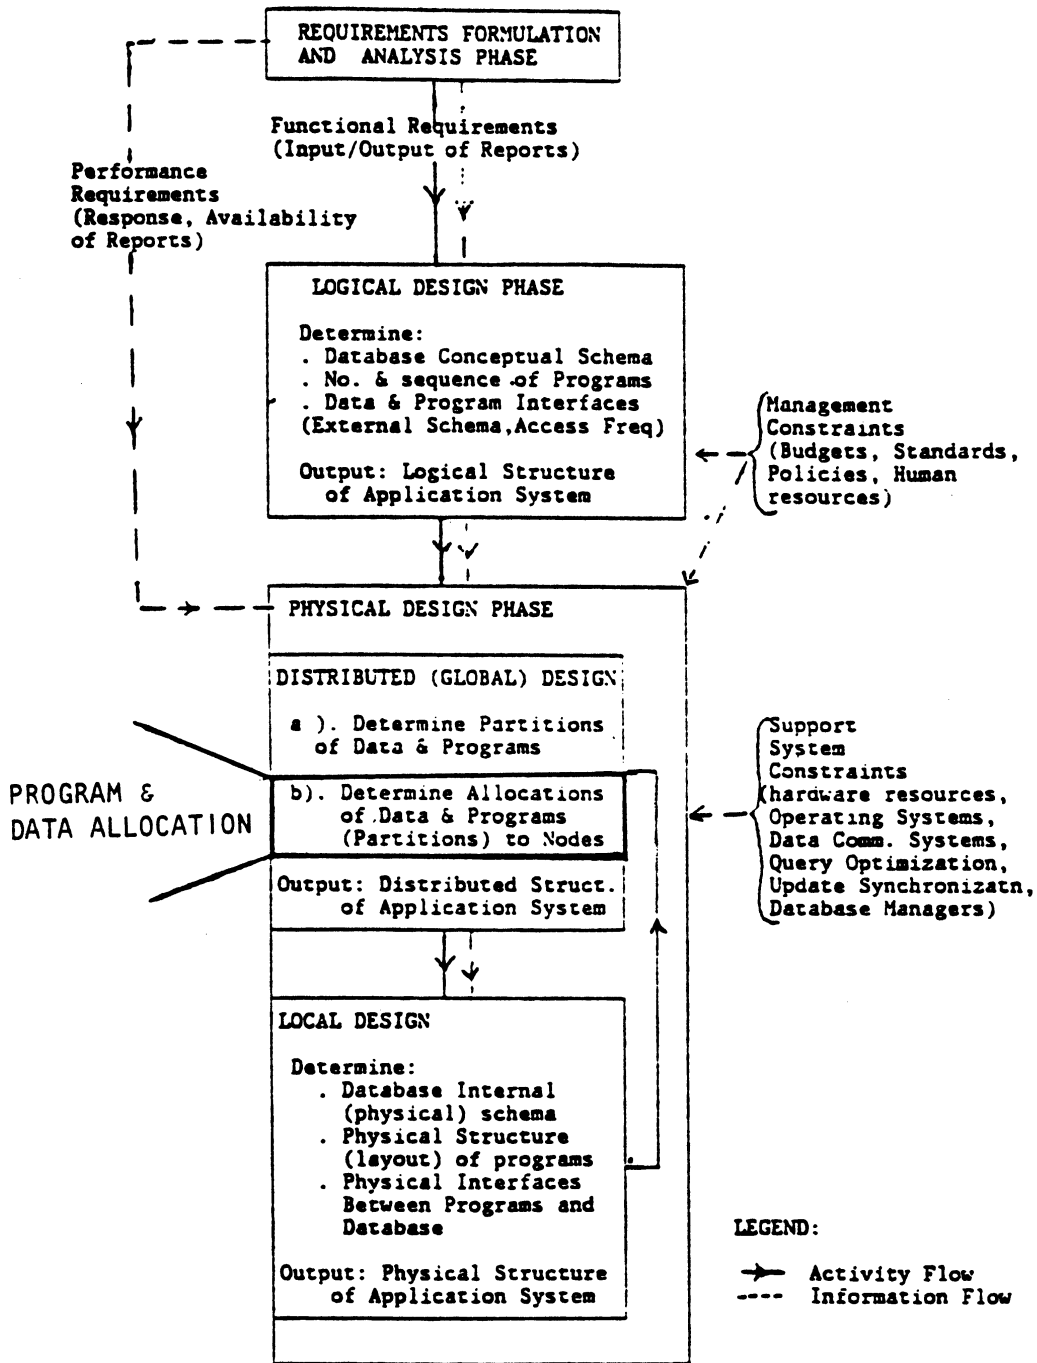 REQUIREMENTS FORMULATION
AND ANALYSIS PHASE
Functional Requirements
(Input/Output of Reports)
Performance
Requirements
(Response, Availability
of Reports)
LOGICAL DESIGN PHASE
Determine:
. Database Conceptual Schema
. No. & sequence of Programs
. Data & Program Interfaces
(External Schema,Access Freq)
Output: Logical Structure
of Application System
Management
Constraints
(Budgets, Standards,
Policies, Human
resources)
PHYSICAL DESIGN PHASE
DISTRIBUTED (GLOBAL) DESIGN
a ). Determine Partitions
of Data & Programs
PROGRAM &
DATA ALLOCATION
b). Determine Allocations
of Data & Programs
(Partitions) to Nodes
Output: Distributed Struct.
of Application System
Support
System
Constraints
(hardware resources,
Operating Systems,
Data Comm. Systems,
Query Optimization,
Update Synchronizatn,
Database Managers)
LOCAL DESIGN
Determine:
. Database Internal
(physical) schema
. Physical Structure
(layout) of programs
. Physical Interfaces
Between Programs and
Database
Output: Physical Structure
of Application System
LEGEND:
Activity Flow
Information Flow